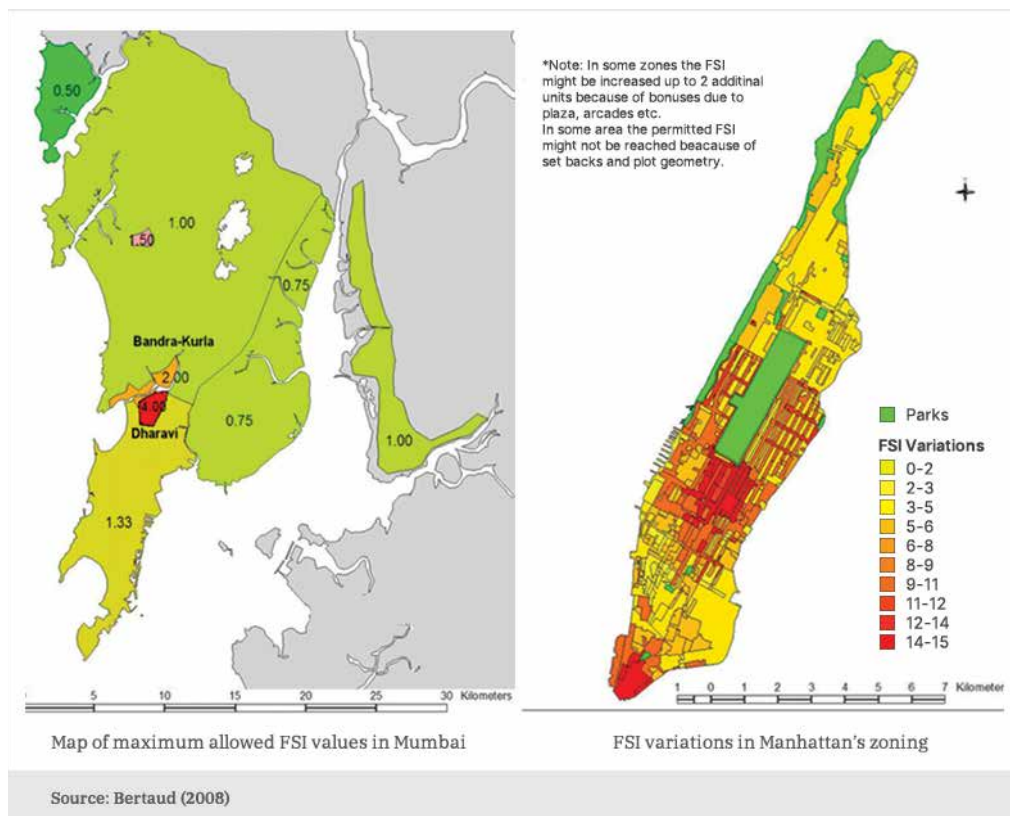 0.50
1.00
1.50
0.75
Bandra-Kurla
2.00
4.00
Dharavi
0.75
1.00
1.33
5 10 15 20 25 30 Kilometers
Map of maximum allowed FSI values in Mumbai
*Note: In some zones the FSI
might be increased up to 2 additinal
units because of bonuses due to
plaza, arcades etc.
In some area the permitted FSI
might not be reached beacause of
set backs and plot geometry.
Parks
FSI Variations
0-2
2-3
3-5
5-6
6-8
8-9
9-11
11-12
12-14
14-15
1 0 1 2 3 4 5 6 7 Kilometer
FSI variations in Manhattan's zoning
Source: Bertaud (2008)